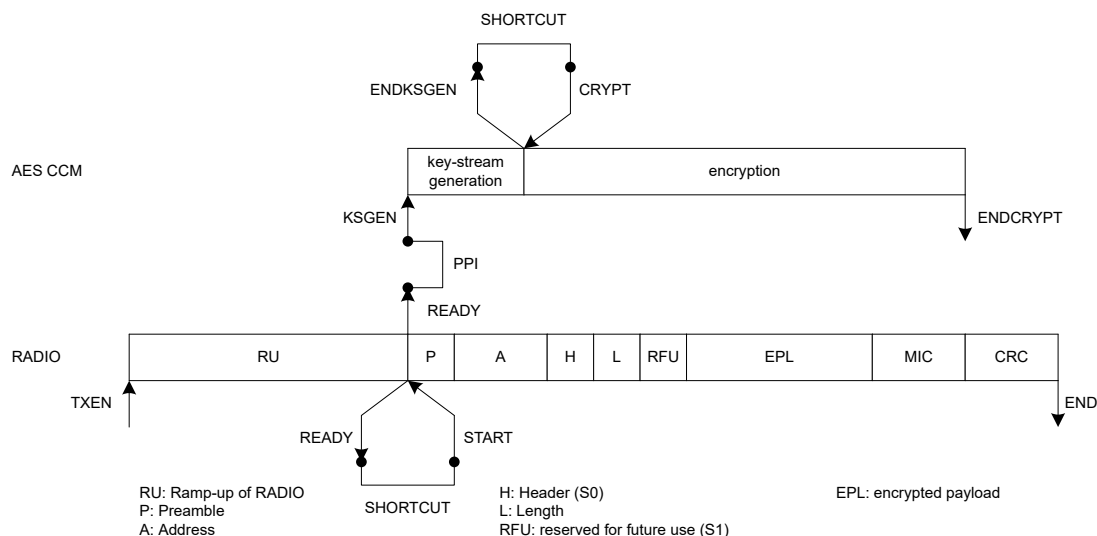 SHORTCUT
ENDKSGEN
CRYPT
AES CCM
key-stream
generation
encryption
KSGEN
ENDCRYPT
PPI
READY
RADIO
RU
P
A
H
L
RFU
EPL
MIC
CRC
TXEN
END
READY
START
SHORTCUT
RU: Ramp-up of RADIO
P: Preamble
A: Address
H: Header (S0)
L: Length
RFU: reserved for future use (S1)
EPL: encrypted payload